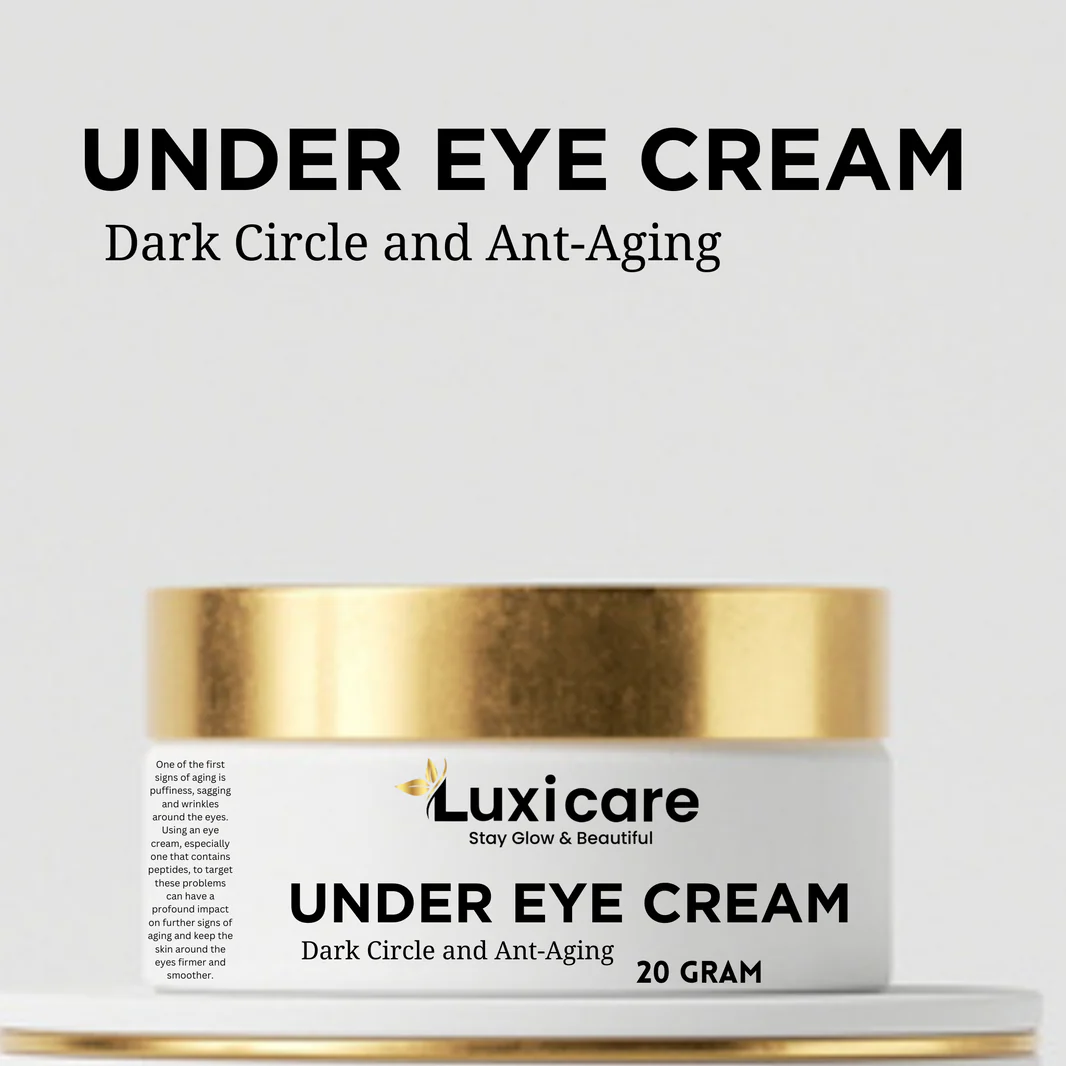 UNDER EYE CREAM
Dark Circle and Ant-Aging
One of the first
signs of aging is
puffiness, sagging
and wrinkles
around the eyes.
Using an eye
cream, especially
one that contains
peptides, to target
these problems
can have a
profound impact
on further signs of
aging and keep the
skin around the
eyes firmer and
smoother.
Luxicare
Stay Glow & Beautiful
UNDER EYE CREAM
Dark Circle and Ant-Aging
20 GRAM